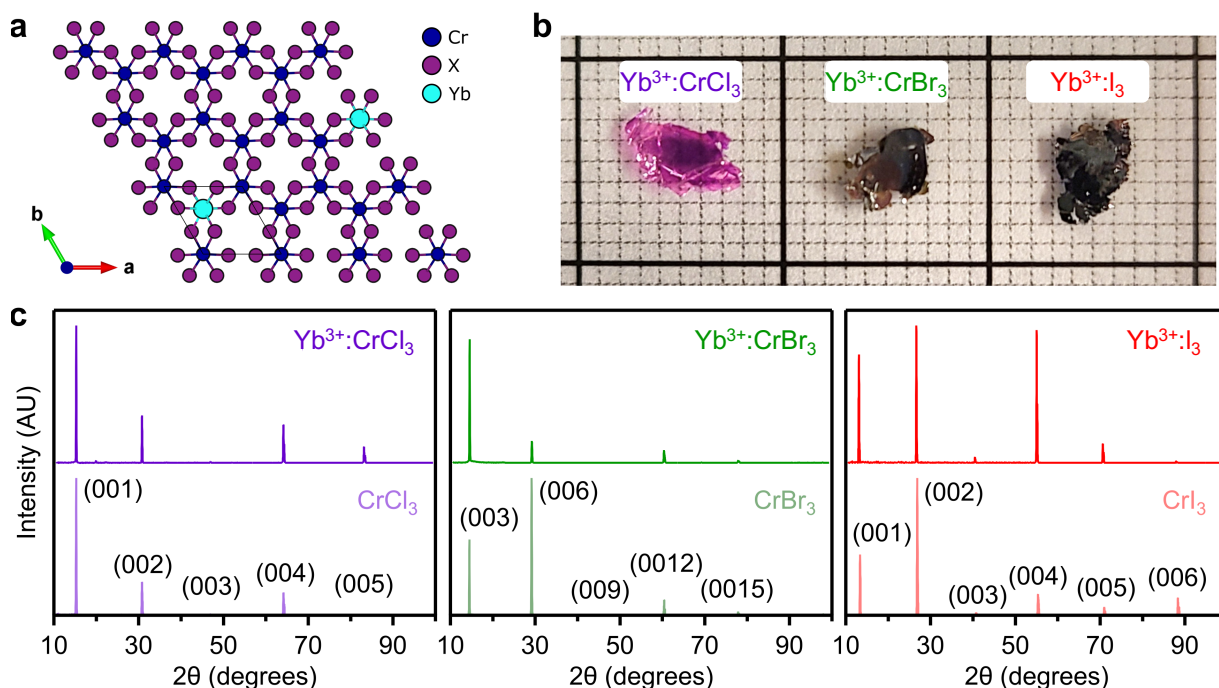 a
Cr
X
Yb
b
a
b
Yb³⁺:CrCl₃
Yb³⁺:CrBr₃
Yb³⁺:I₃
c
Intensity (AU)
Yb³⁺:CrCl₃
CrCl₃
(001)
(002)
(003)
(004)
(005)
10 30 50 70 90
2θ (degrees)
Yb³⁺:CrBr₃
CrBr₃
(003)
(006)
(009)
(0012)
(0015)
10 30 50 70 90
2θ (degrees)
Yb³⁺:I₃
CrI₃
(001)
(002)
(003)
(004)
(005)
(006)
10 30 50 70 90
2θ (degrees)